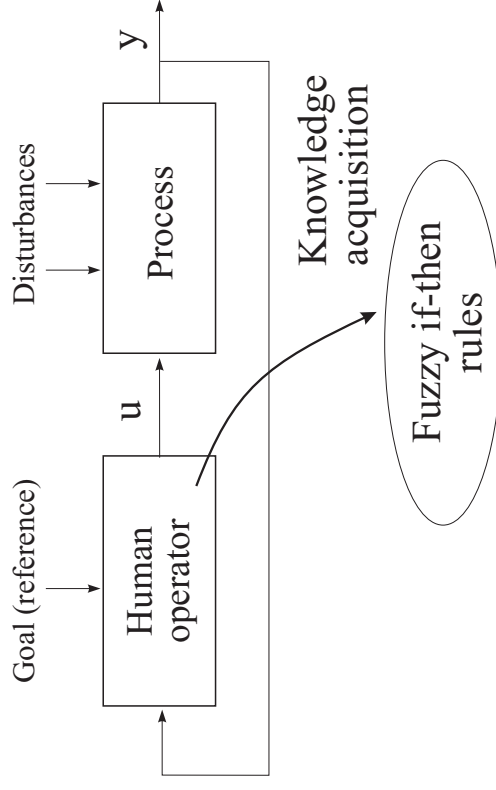 Goal (reference)
Disturbances
Human
operator
u
Process
y
Knowledge
acquisition
Fuzzy if-then
rules